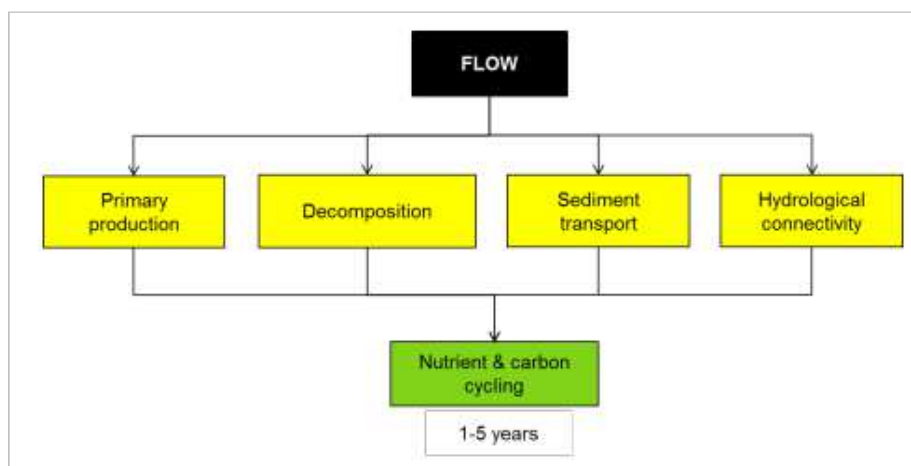 FLOW
Primary
production
Decomposition
Sediment
transport
Hydrological
connectivity
Nutrient & carbon
cycling
1-5 years